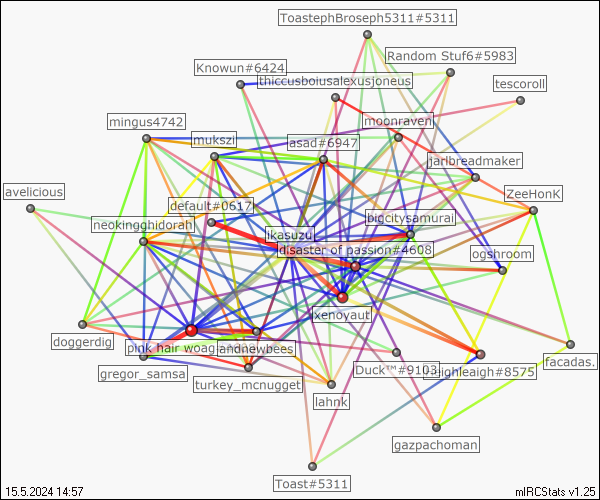 ToastephBroseph5311#5311
Random Stuf6#5983
Knowun#6424
thiccusboiusalexusjoneus
tescoroll
mingus4742
moonraven
mukszi
asad#6947
jarbreadmaker
avelicious
default#0617
ZeeHonK
neokingghidorah
bigcitysamurai
ikasuzu
disaster of passion#4608
ogshroom
xenoyaut
doggerdig
pink hair wong
andnewbees
facadas.
gregor_samsa
Duck™#9103
leighleaigh#8575
turkey_mcnugget
lahnk
gazpachoman
Toast#5311
15.5.2024 14:57
mIRCStats v1.25